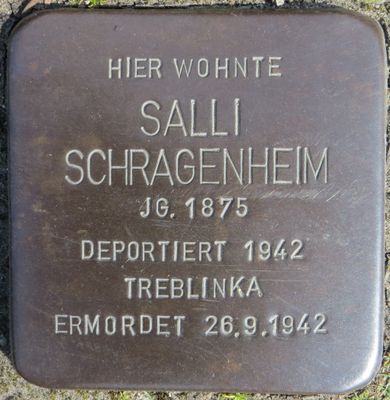 HIER WOHNTE
SALLI
SCHRAGENHEIM
JG. 1875
DEPORTIERT 1942
TREBLINKA
ERMORDET 26.9.1942